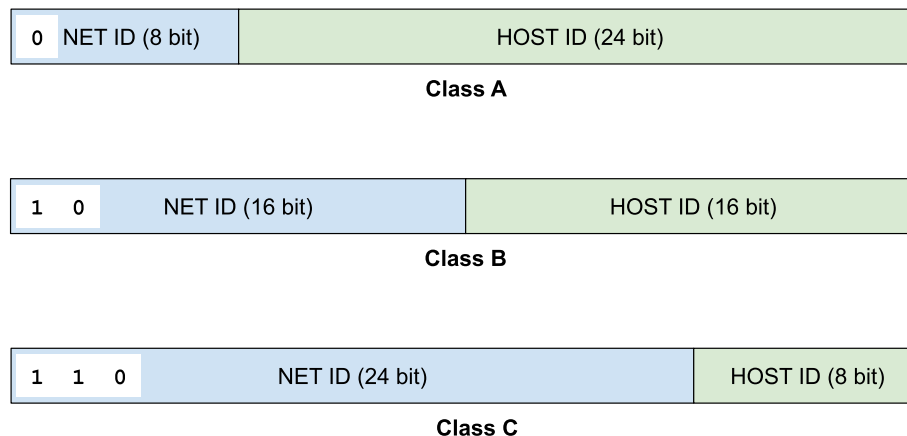 0 NET ID (8 bit) HOST ID (24 bit)
Class A
1 0 NET ID (16 bit) HOST ID (16 bit)
Class B
1 1 0 NET ID (24 bit) HOST ID (8 bit)
Class C